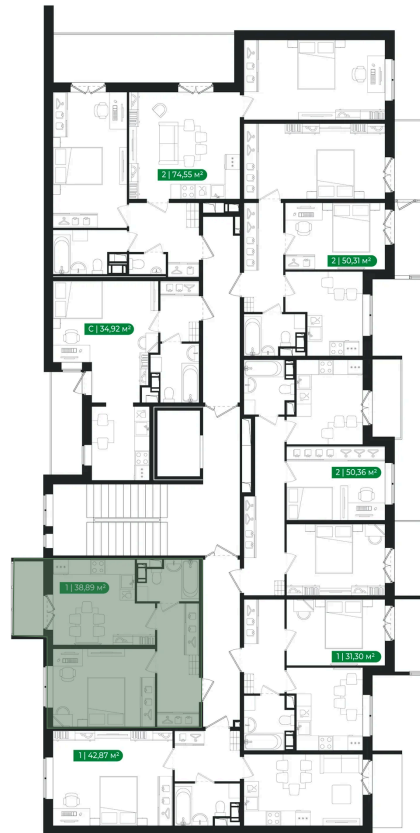 2 | 74,55 м²
2 | 50,31 м²
С | 34,92 м²
2 | 50,36 м²
1 | 38,89 м²
1 | 31,30 м²
1 | 42,87 м²